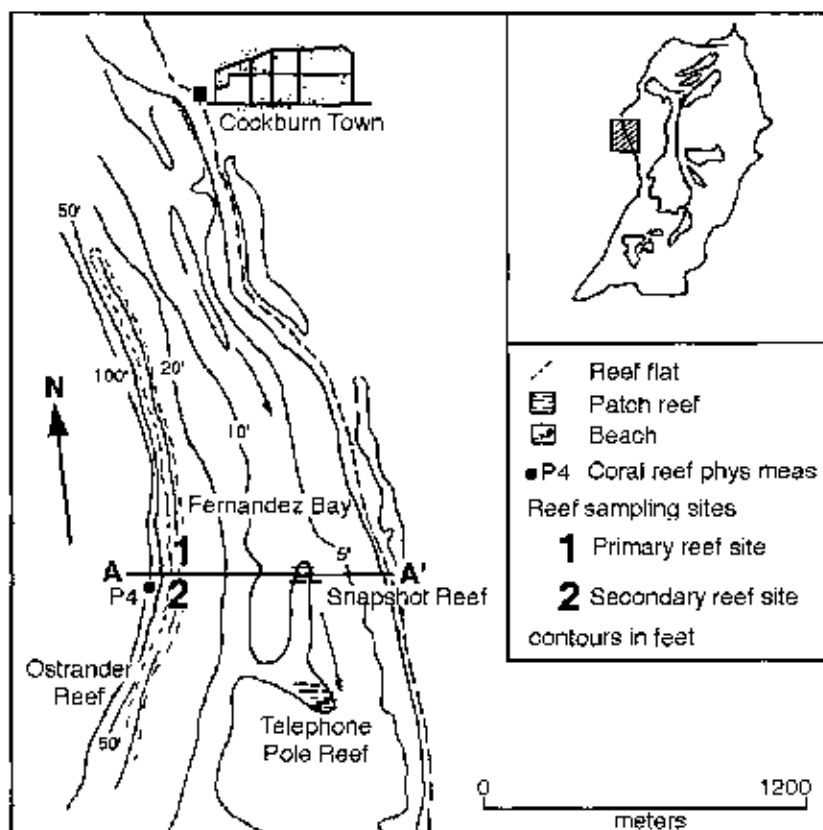 Cockburn Town
50'
100'
20'
N
10'
Fernandez Bay
5'
?
1
A
A'
P4
2
Snapshot Reef
Ostrander
Reef
50'
Telephone
Pole Reef
Reef flat
Patch reef
Beach
P4 Coral reef phys meas
Reef sampling sites
1 Primary reef site
2 Secondary reef site
contours in feet
0
1200
meters